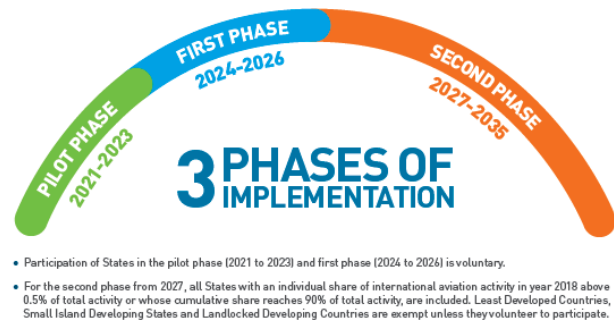 PILOT PHASE
2021-2023
FIRST PHASE
2024-2026
SECOND PHASE
2027-2035
3 PHASES OF
IMPLEMENTATION
• Participation of States in the pilot phase (2021 to 2023) and first phase (2024 to 2026) is voluntary.
• For the second phase from 2027, all States with an individual share of international aviation activity in year 2018 above
0.5% of total activity or whose cumulative share reaches 90% of total activity, are included. Least Developed Countries,
Small Island Developing States and Landlocked Developing Countries are exempt unless they volunteer to participate.